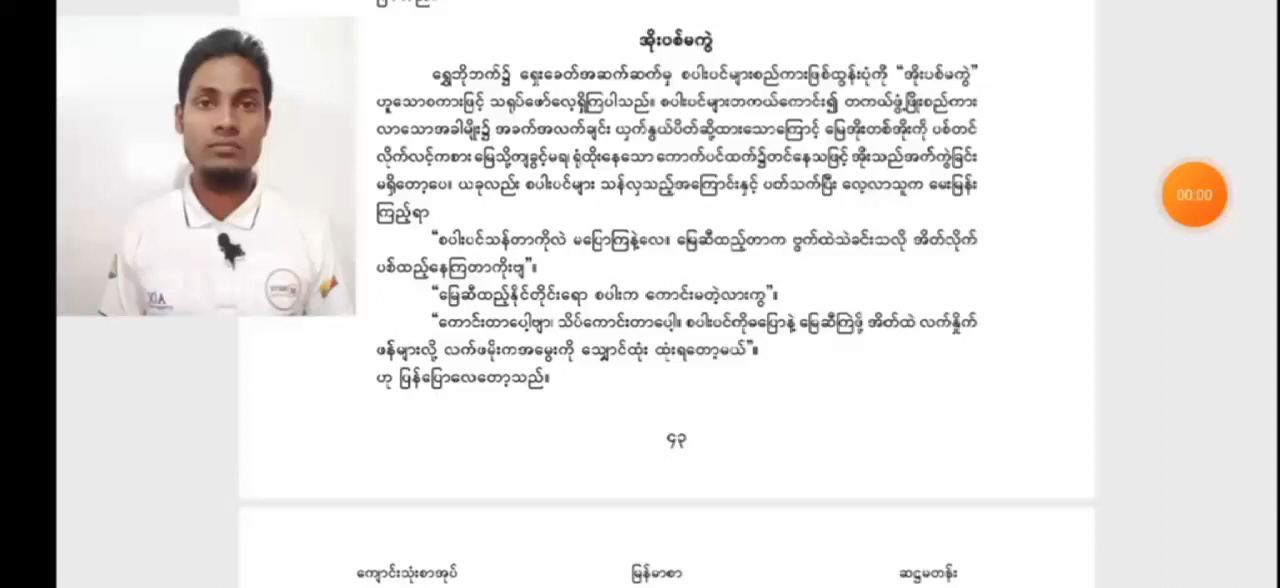 အိုးပစ်မကွဲ
ရွှေဘိုဘက်၌ ရှေးခေတ်အဆက်ဆက်မှ စပါးပင်များစည်ကားဖြစ်ထွန်းပုံကို “အိုးပစ်မကွဲ”
ဟူသောစကားဖြင့် သရုပ်ဖော်လေ့ရှိကြပါသည်။ စပါးပင်များဘကယ်ကောင်း၍ တကယ်ဖွံ့ဖြိုးစည်ကား
လာသောအခါမျိုး၌ အခက်အလက်ချင်း ယှက်နွယ်ပိတ်ဆို့ထားသောကြောင့် မြေအိုးတစ်အိုးကို ပစ်တင်
လိုက်လင့်ကစား မြေသို့ကျခွင့်မရ၊ ရုံထိုးနေသော ကောက်ပင်ထက်၌တင်နေသဖြင့် အိုးသည်အက်ကွဲခြင်း
မရှိတော့ပေ။ ယခုလည်း စပါးပင်များ သန်လှသည့်အကြောင်းနှင့် ပတ်သက်ပြီး လေ့လာသူက မေးမြန်း
ကြည့်ရာ
“စပါးပင်သန်တာကိုလဲ မပြောကြနဲ့လေ။ မြေဆီထည့်တာက ဗွက်ထဲသဲခင်းသလို အိတ်လိုက်
ပစ်ထည့်နေကြတာကိုးဗျ”။
“မြေဆီထည့်နိုင်တိုင်းရော စပါးက ကောင်းမတဲ့လားကွ”။
“ကောင်းတာပေါ့ဗျာ၊ သိပ်ကောင်းတာပေါ့။ စပါးပင်ကိုမပြောနဲ့ မြေဆီကြဲဖို့ အိတ်ထဲ လက်နှိုက်
ဖန်များလို့ လက်ဖမိုးကအမွေးကို သျှောင်ထုံး ထုံးရတော့မယ်”။
ဟု ပြန်ပြောလေတော့သည်။
၄၃
ကျောင်းသုံးစာအုပ် မြန်မာစာ ဆဋ္ဌမတန်း
00:00